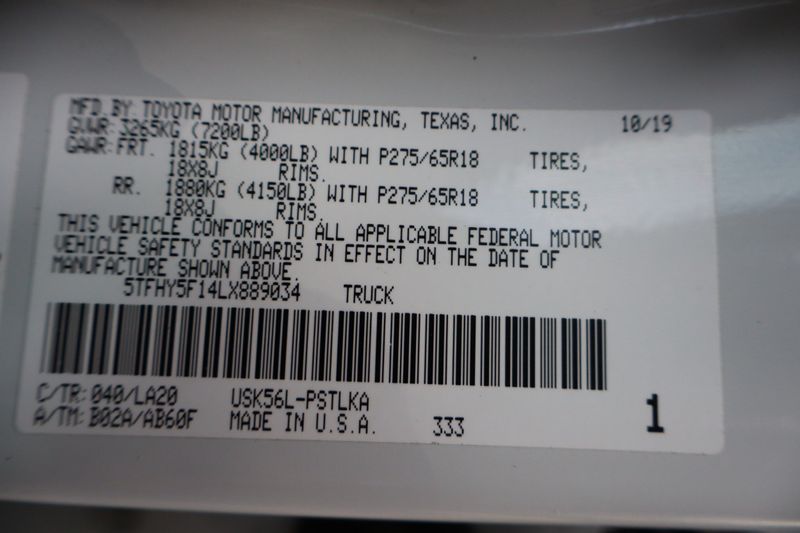 MFD.BY: TOYOTA MOTOR MANUFACTURING, TEXAS, INC. 10/19
GVWR: 3265KG (7200LB)
GAWR: FRT. 1815KG (4000LB) WITH P275/65R18 TIRES,
18X8J RIMS.
RR. 1880KG (4150LB) WITH P275/65R18 TIRES,
18X8J RIMS.
THIS VEHICLE CONFORMS TO ALL APPLICABLE FEDERAL MOTOR
VEHICLE SAFETY STANDARDS IN EFFECT ON THE DATE OF
MANUFACTURE SHOWN ABOVE.
5TFHY5F14LX889034 TRUCK
C/TR: 040/LA20 USK56L-PSTLKA
A/TM: B02A/AB60F MADE IN U.S.A. 333 1